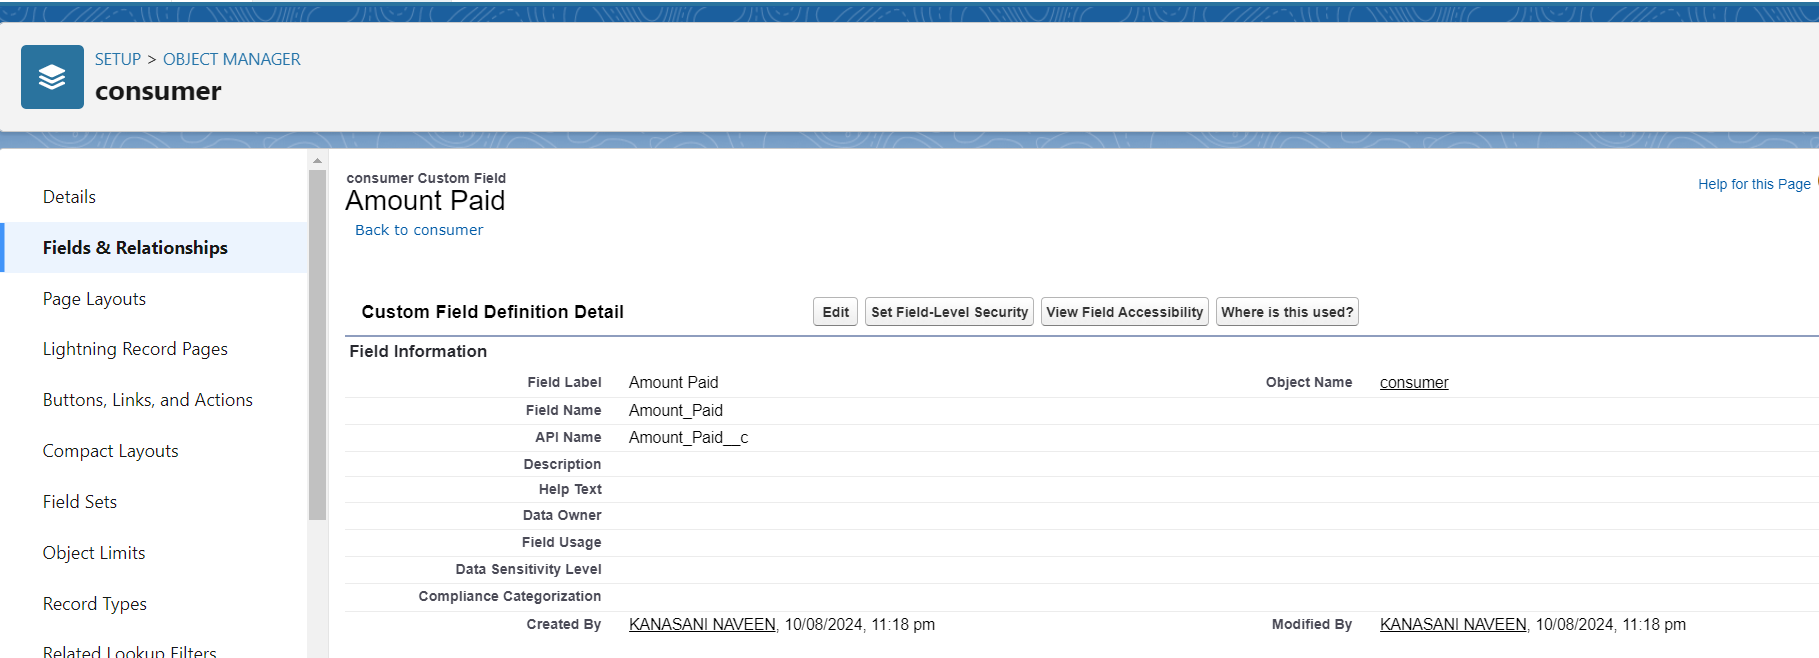 SETUP > OBJECT MANAGER
consumer
Details
Fields & Relationships
Page Layouts
Lightning Record Pages
Buttons, Links, and Actions
Compact Layouts
Field Sets
Object Limits
Record Types
Related Lookup Filters
consumer Custom Field
Amount Paid
Back to consumer
Help for this Page
Custom Field Definition Detail Edit Set Field-Level Security View Field Accessibility Where is this used?
Field Information
Field Label Amount Paid Object Name consumer
Field Name Amount_Paid
API Name Amount_Paid__c
Description
Help Text
Data Owner
Field Usage
Data Sensitivity Level
Compliance Categorization
Created By KANASANI NAVEEN, 10/08/2024, 11:18 pm Modified By KANASANI NAVEEN, 10/08/2024, 11:18 pm